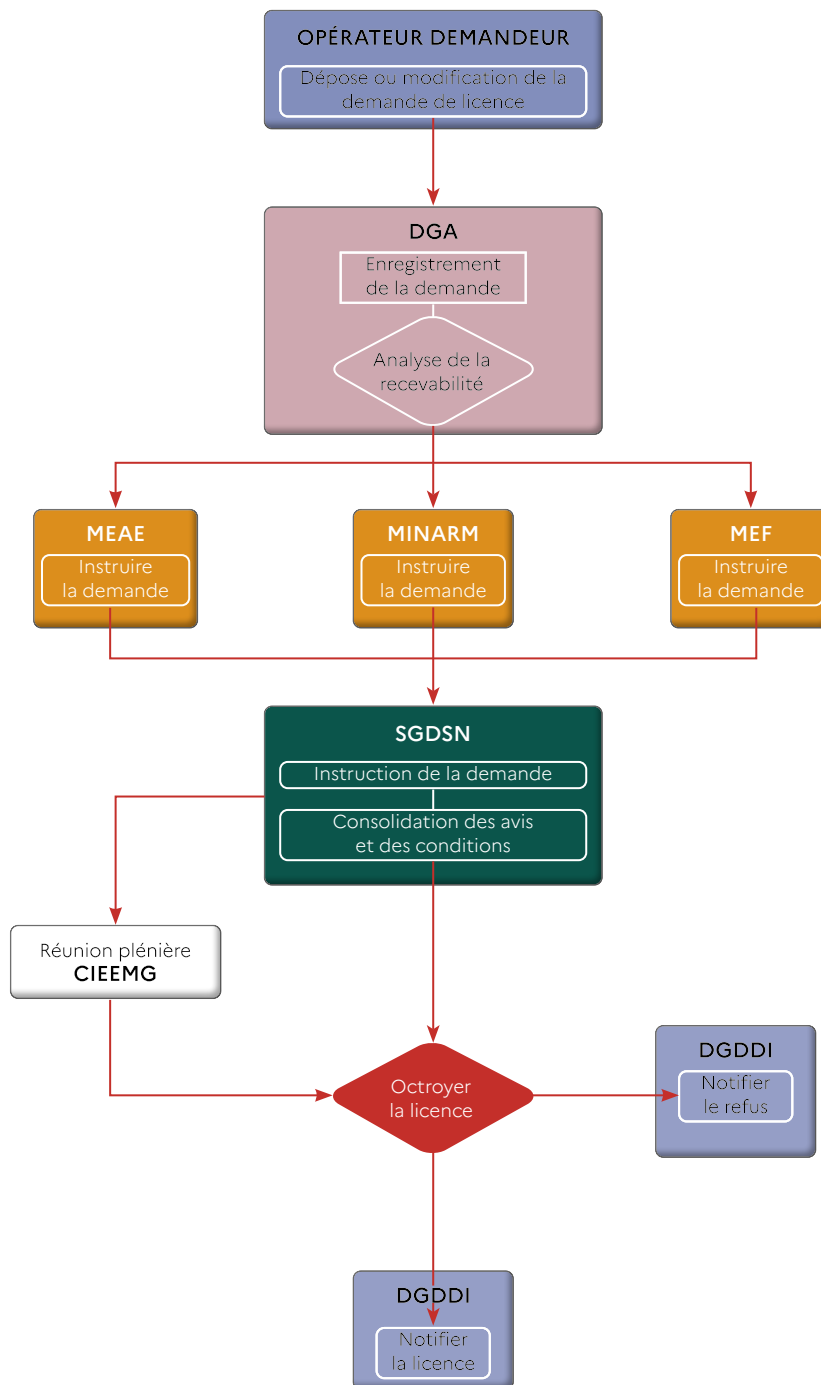 OPÉRATEUR DEMANDEUR
Dépose ou modification de la
demande de licence
DGA
Enregistrement
de la demande
Analyse de la
recevabilité
MEAE
Instruire
la demande
MINARM
Instruire
la demande
MEF
Instruire
la demande
SGDSN
Instruction de la demande
Consolidation des avis
et des conditions
Réunion plénière
CIEEMG
Octroyer
la licence
DGDDI
Notifier
le refus
DGDDI
Notifier
la licence